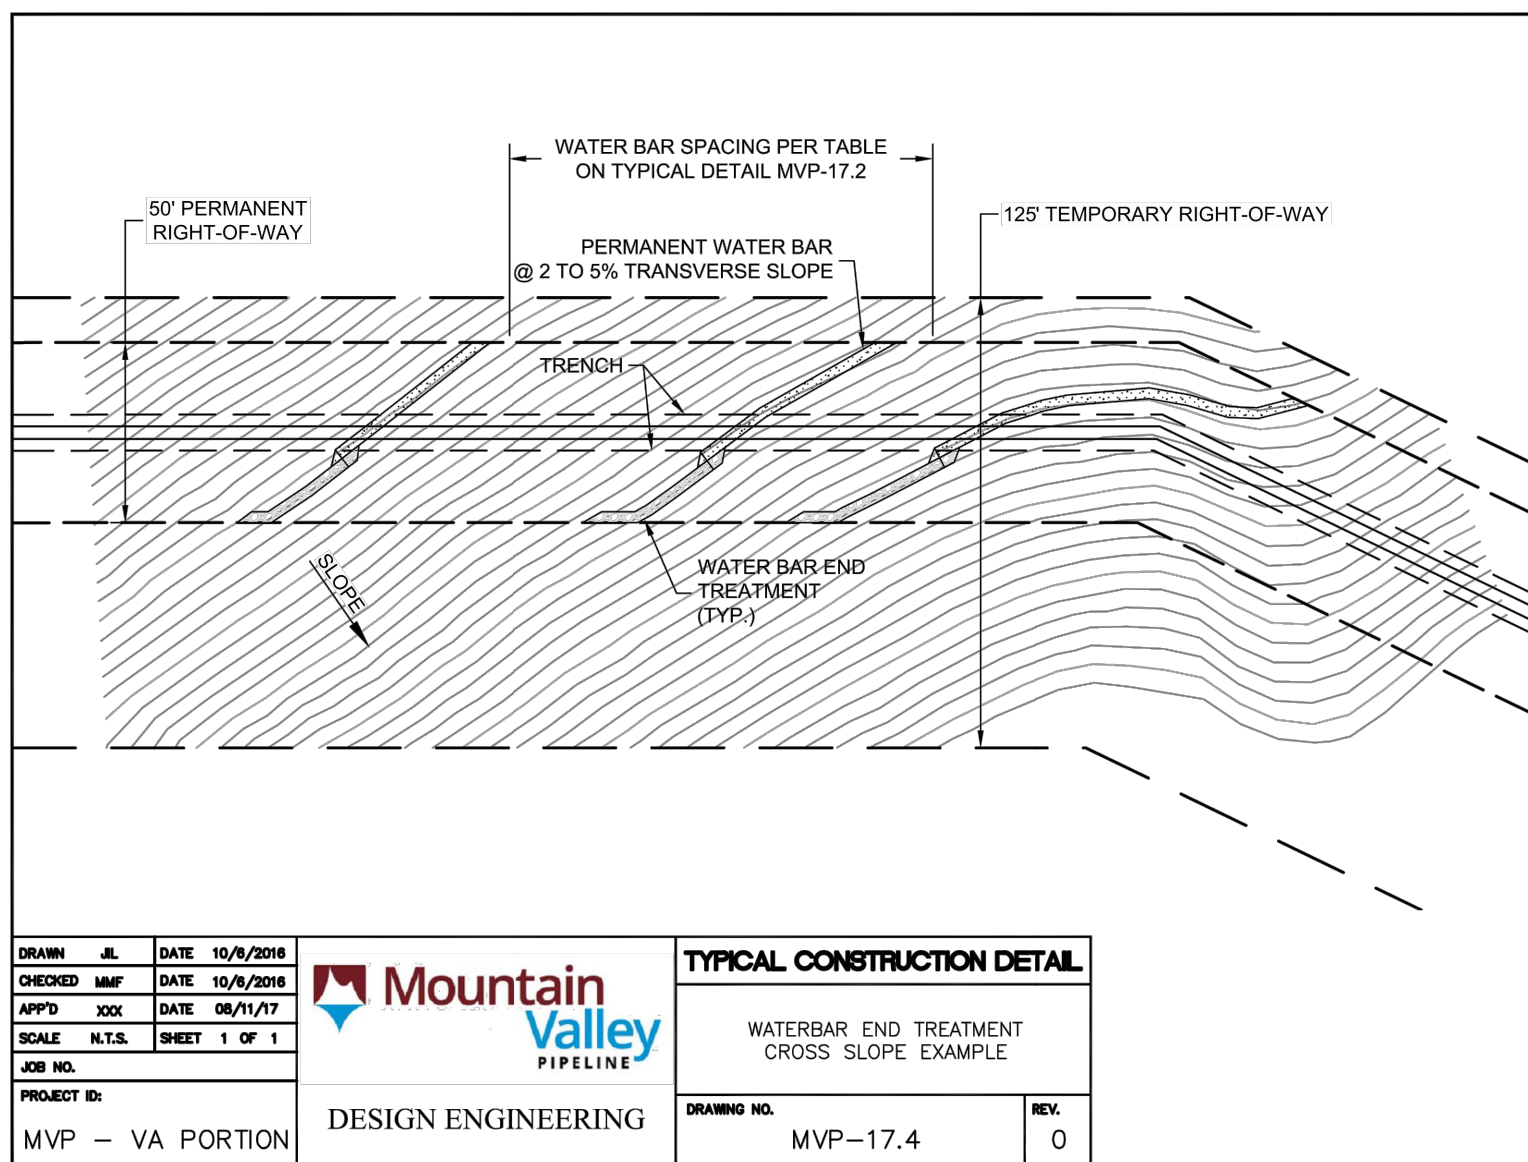 WATER BAR SPACING PER TABLE
ON TYPICAL DETAIL MVP-17.2
50' PERMANENT
RIGHT-OF-WAY
125' TEMPORARY RIGHT-OF-WAY
PERMANENT WATER BAR
@ 2 TO 5% TRANSVERSE SLOPE
TRENCH
SLOPE
WATER BAR END
TREATMENT
(TYP.)
DRAWN JIL DATE 10/6/2016
CHECKED MMF DATE 10/6/2016
APP'D XXX DATE 08/11/17
SCALE N.T.S. SHEET 1 OF 1
JOB NO.
PROJECT ID:
MVP – VA PORTION
Mountain
Valley
PIPELINE
DESIGN ENGINEERING
TYPICAL CONSTRUCTION DETAIL
WATERBAR END TREATMENT
CROSS SLOPE EXAMPLE
DRAWING NO.
MVP-17.4
REV.
0